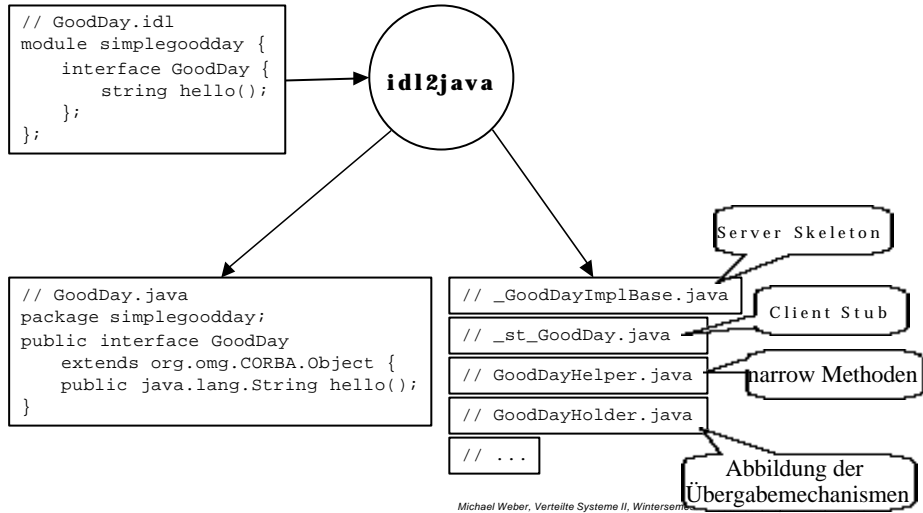 // GoodDay.idl
module simplegoodday {
interface GoodDay {
string hello();
};
};
idl2java
Server Skeleton
// GoodDay.java
package simplegoodday;
public interface GoodDay
extends org.omg.CORBA.Object {
public java.lang.String hello();
}
// _GoodDayImplBase.java
Client Stub
// _st_GoodDay.java
// GoodDayHelper.java
narrow Methoden
// GoodDayHolder.java
// ...
Abbildung der
Übergabemechanismen
Michael Weber, Verteilte Systeme II,